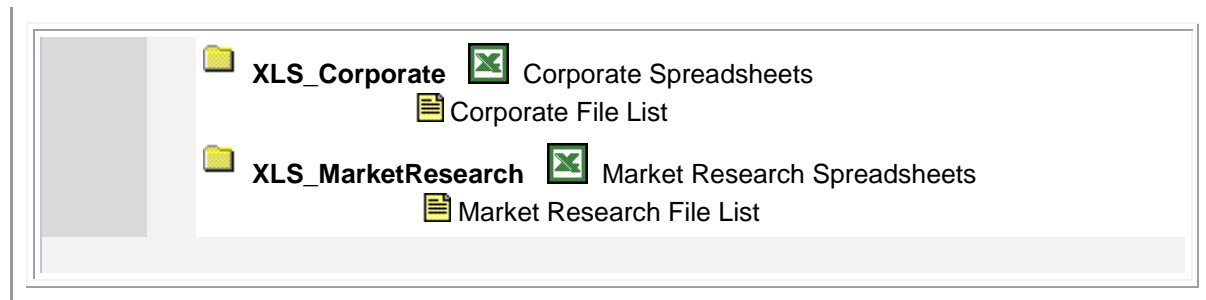 XLS_Corporate Corporate Spreadsheets
Corporate File List
XLS_MarketResearch Market Research Spreadsheets
Market Research File List